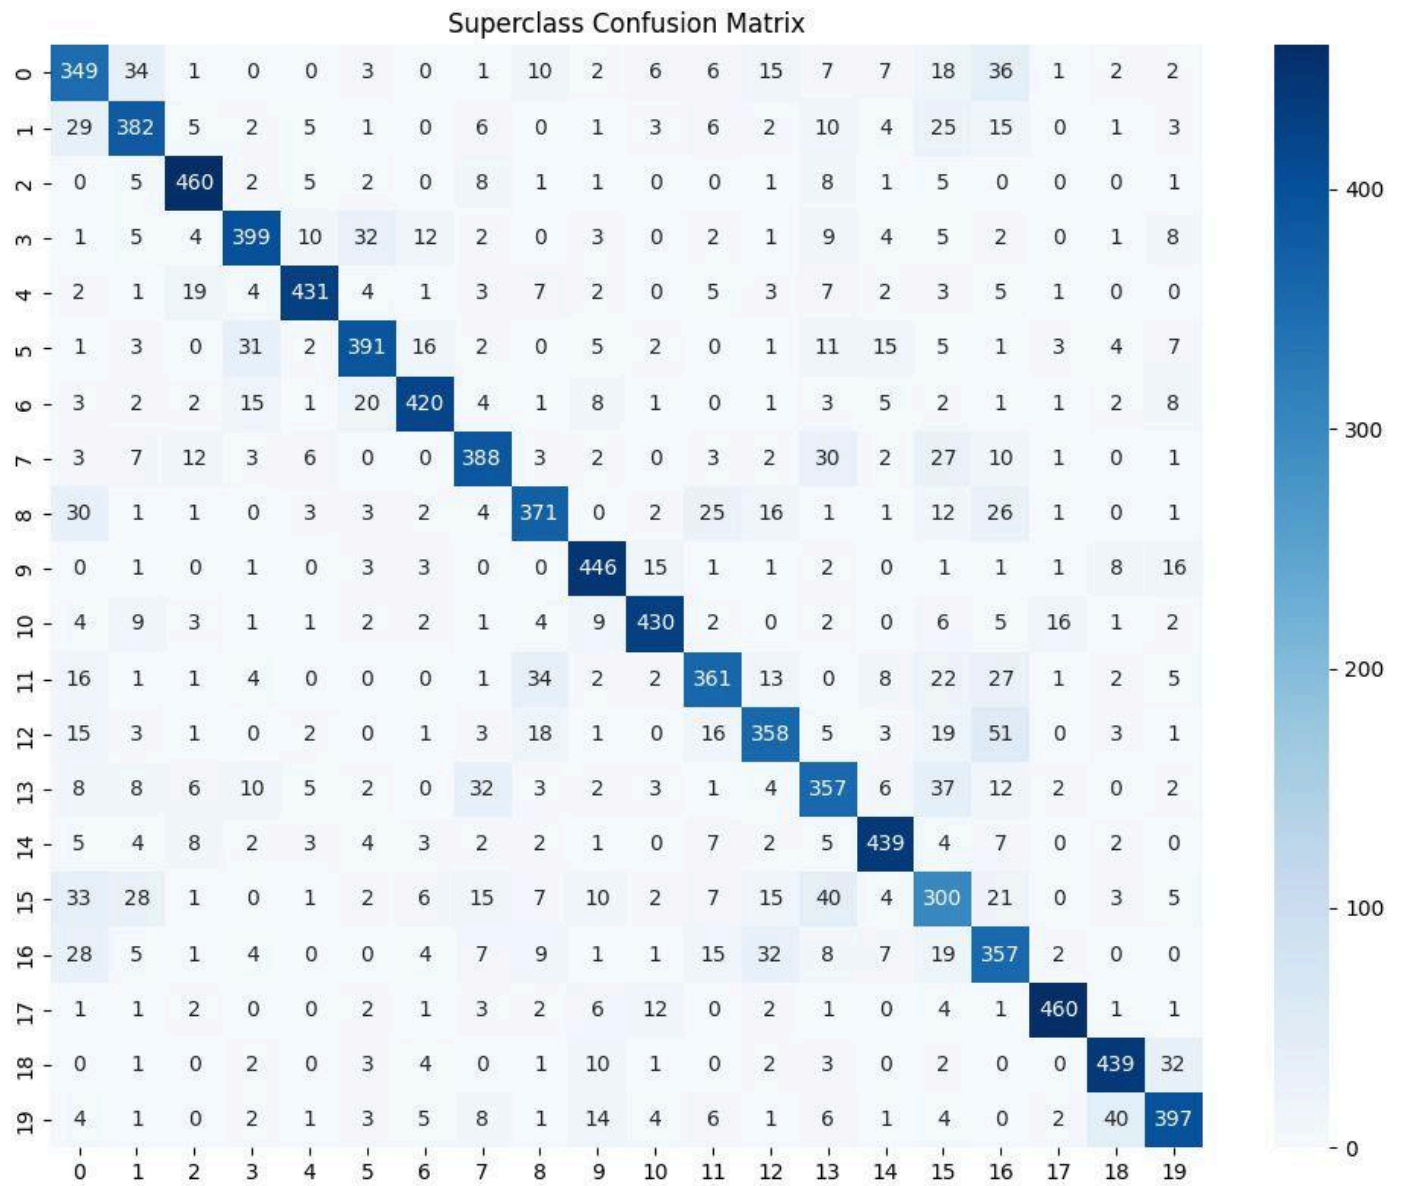 Superclass Confusion Matrix
0 349 34 1 0 0 3 0 1 10 2 6 6 15 7 7 18 36 1 2 2
1 29 382 5 2 5 1 0 6 0 1 3 6 2 10 4 25 15 0 1 3
2 0 5 460 2 5 2 0 8 1 1 0 0 1 8 1 5 0 0 0 1
3 1 5 4 399 10 32 12 2 0 3 0 2 1 9 4 5 2 0 1 8
4 2 1 19 4 431 4 1 3 7 2 0 5 3 7 2 3 5 1 0 0
5 1 3 0 31 2 391 16 2 0 5 2 0 1 11 15 5 1 3 4 7
6 3 2 2 15 1 20 420 4 1 8 1 0 1 3 5 2 1 1 2 8
7 3 7 12 3 6 0 0 388 3 2 0 3 2 30 2 27 10 1 0 1
8 30 1 1 0 3 3 2 4 371 0 2 25 16 1 1 12 26 1 0 1
9 0 1 0 1 0 3 3 0 0 446 15 1 1 2 0 1 1 1 8 16
10 4 9 3 1 1 2 2 1 4 9 430 2 0 2 0 6 5 16 1 2
11 16 1 1 4 0 0 0 1 34 2 2 361 13 0 8 22 27 1 2 5
12 15 3 1 0 2 0 1 3 18 1 0 16 358 5 3 19 51 0 3 1
13 8 8 6 10 5 2 0 32 3 2 3 1 4 357 6 37 12 2 0 2
14 5 4 8 2 3 4 3 2 2 1 0 7 2 5 439 4 7 0 2 0
15 33 28 1 0 1 2 6 15 7 10 2 7 15 40 4 300 21 0 3 5
16 28 5 1 4 0 0 4 7 9 1 1 15 32 8 7 19 357 2 0 0
17 1 1 2 0 0 2 1 3 2 6 12 0 2 1 0 4 1 460 1 1
18 0 1 0 2 0 3 4 0 1 10 1 0 2 3 0 2 0 0 439 32
19 4 1 0 2 1 3 5 8 1 14 4 6 1 6 1 4 0 2 40 397
0 1 2 3 4 5 6 7 8 9 10 11 12 13 14 15 16 17 18 19
400
300
200
100
0